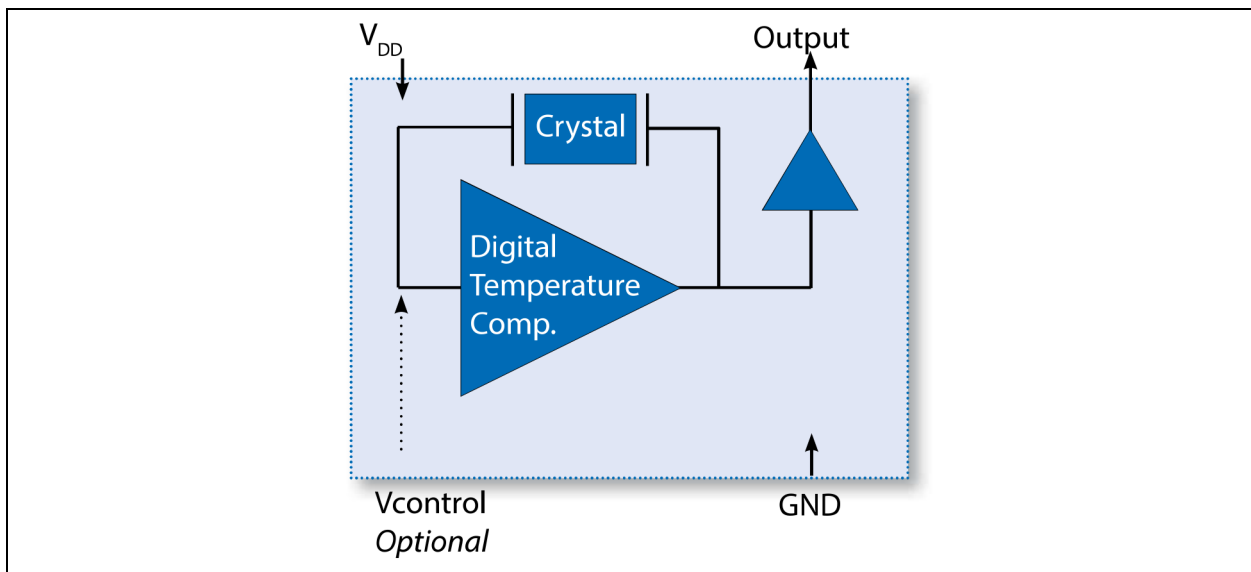 V_DD
Output
Crystal
Digital
Temperature
Comp.
Vcontrol
Optional
GND